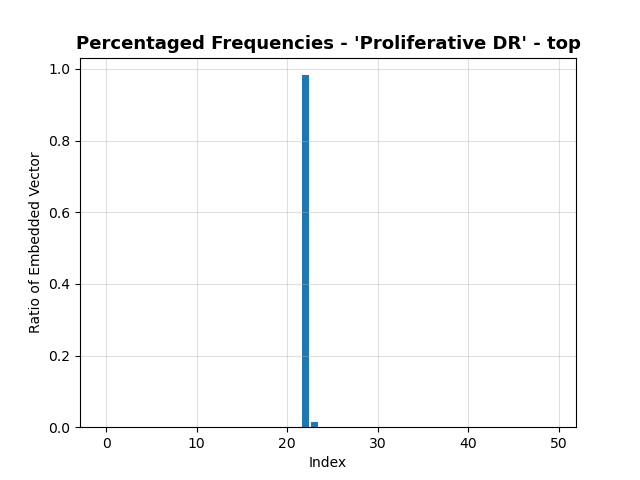 Percentaged Frequencies - 'Proliferative DR' - top
1.0
0.8
0.6
0.4
0.2
0.0
Ratio of Embedded Vector
0 10 20 30 40 50
Index